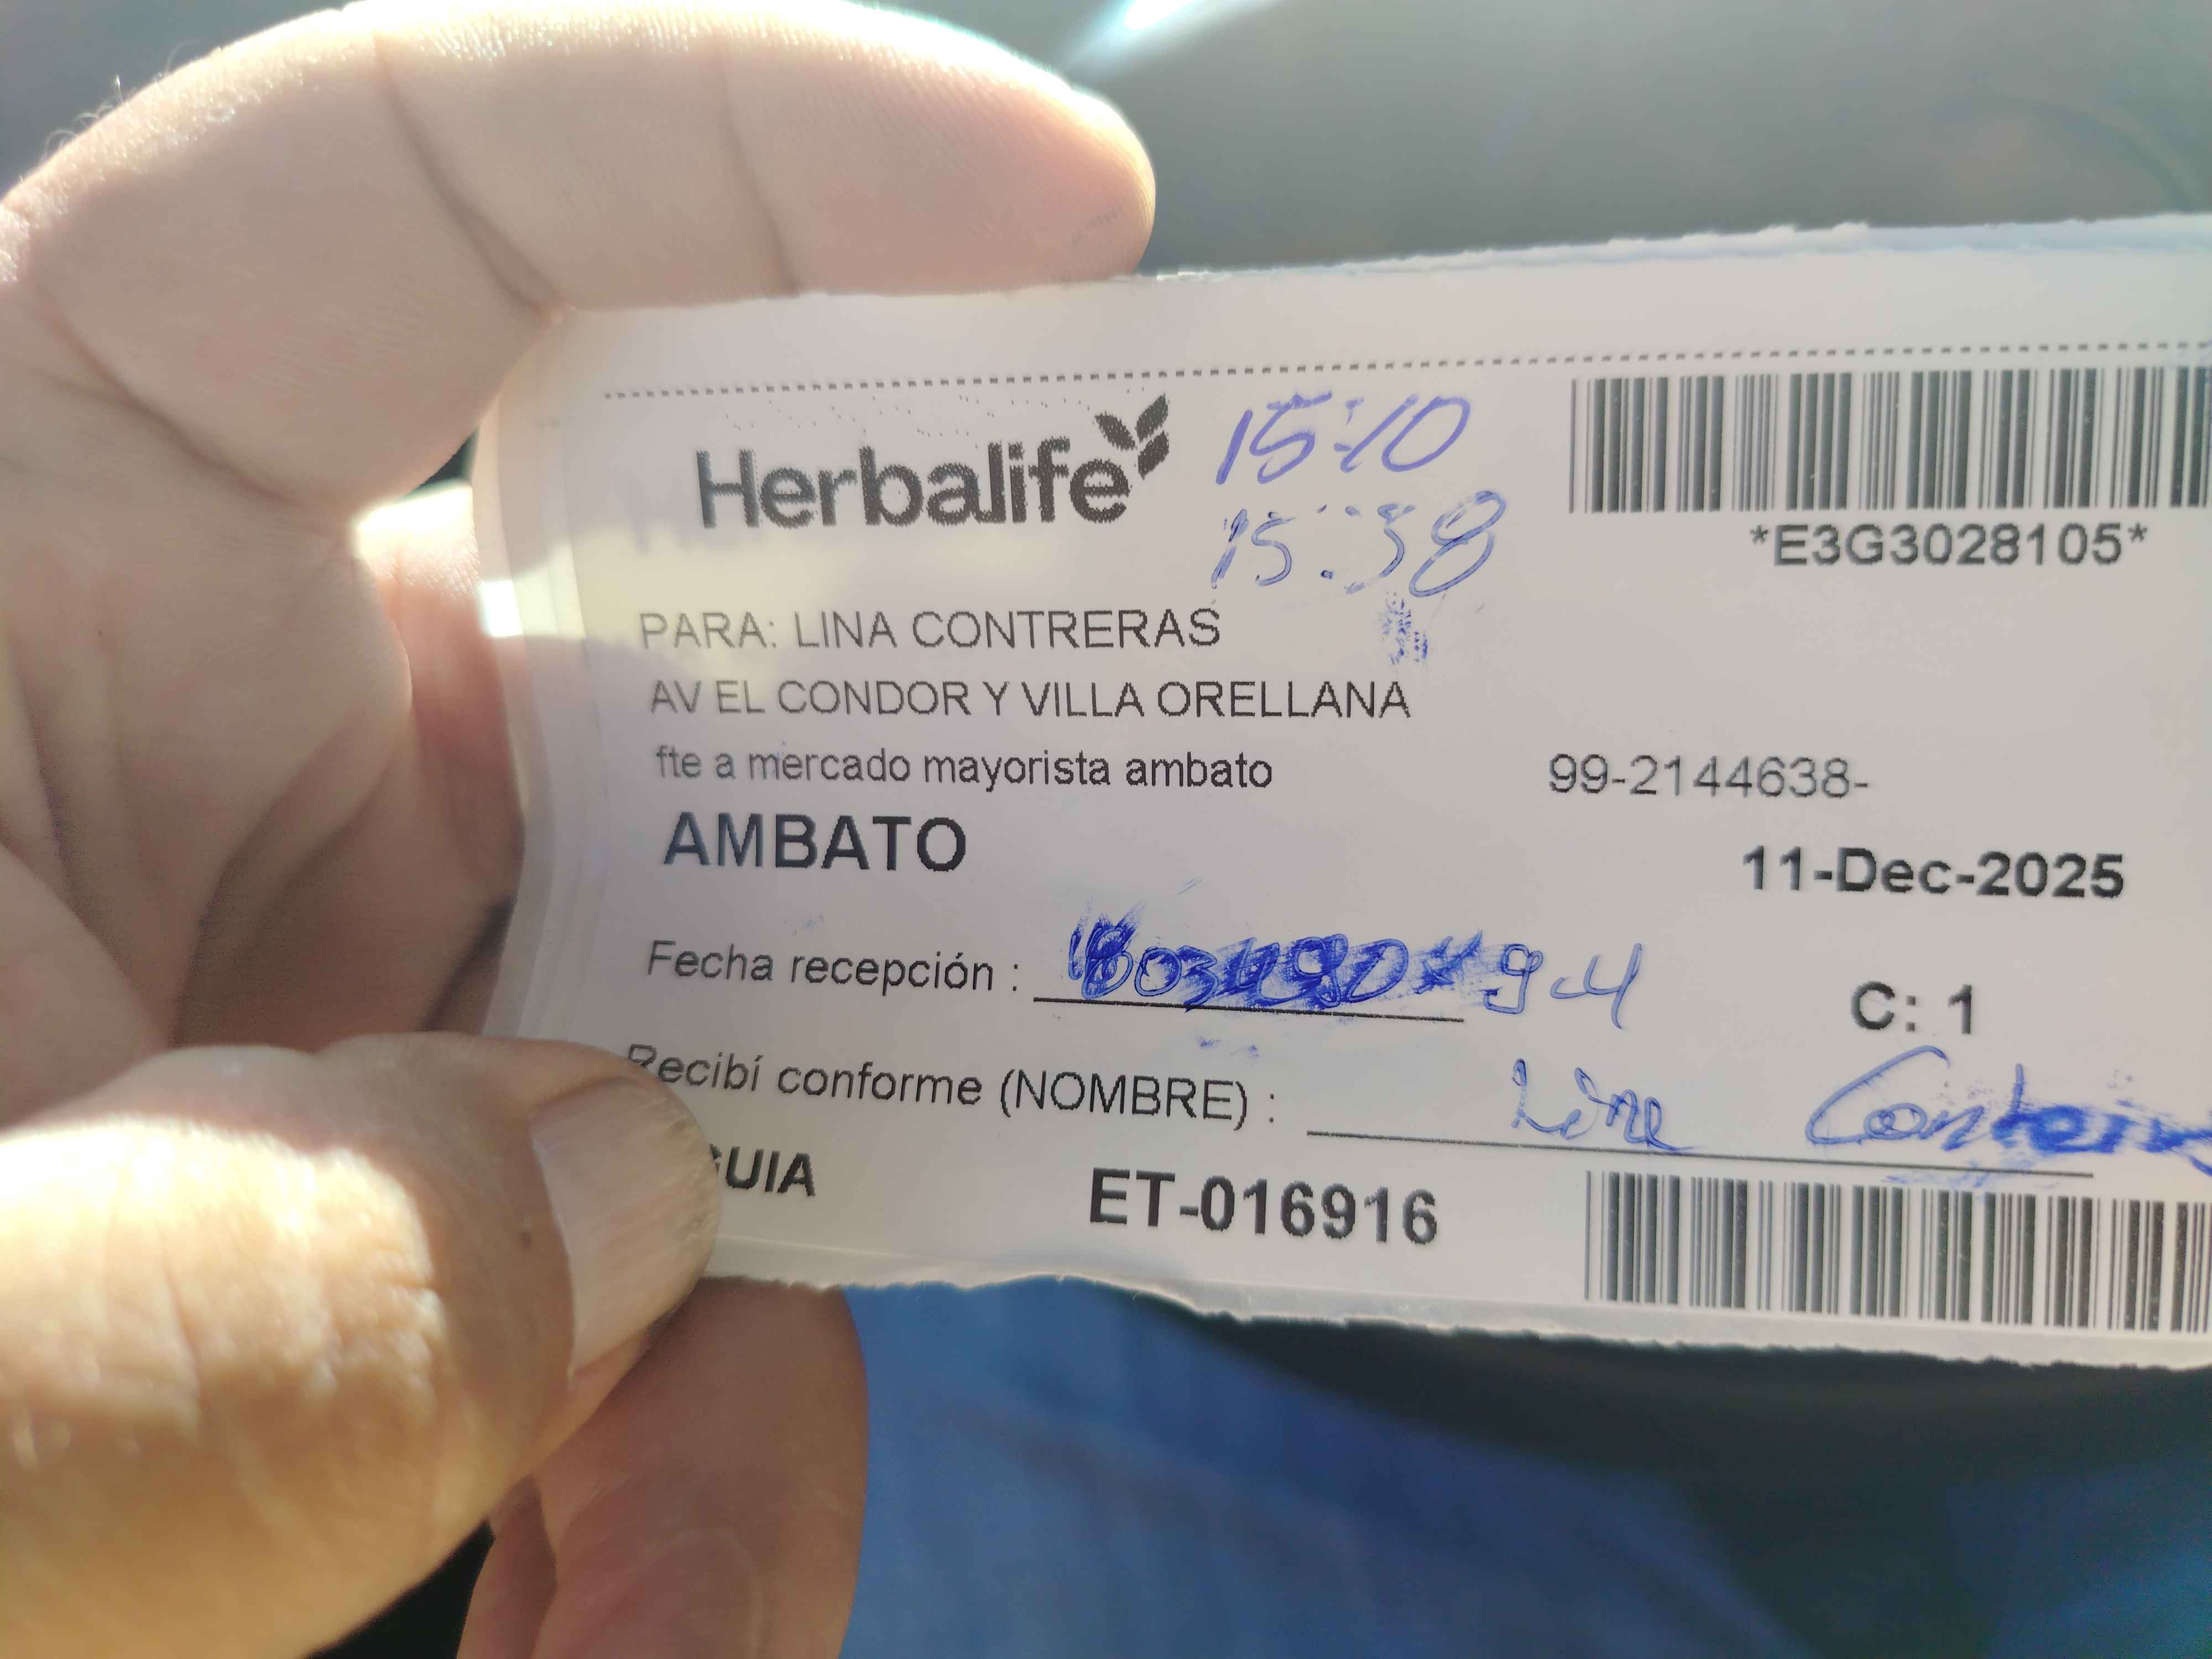 Herbalife
15:10
15:38
*E3G3028105*
PARA: LINA CONTRERAS
AV EL CONDOR Y VILLA ORELLANA
fte a mercado mayorista ambato
99-2144638-
AMBATO
11-Dec-2025
Fecha recepción :
C: 1
Recibí conforme (NOMBRE) : Line
GUIA ET-016916